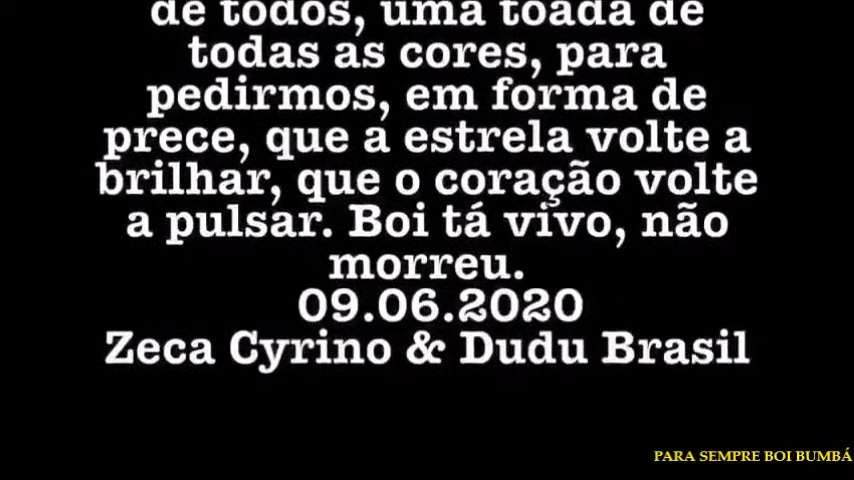 de todos, uma toada de
todas as cores, para
pedirmos, em forma de
prece, que a estrela volte a
brilhar, que o coração volte
a pulsar. Boi tá vivo, não
morreu.
09.06.2020
Zeca Cyrino & Dudu Brasil
PARA SEMPRE BOI BUMBÁ